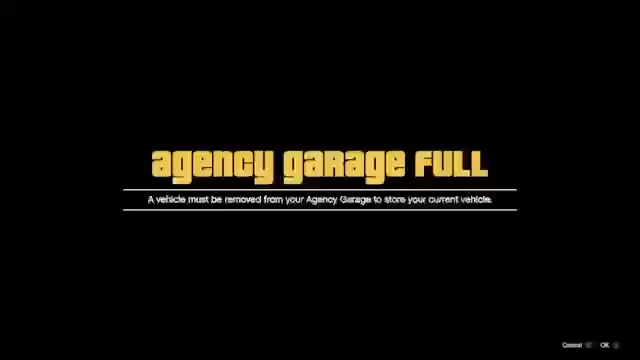 agency garage FULL
A vehicle must be removed from your Agency Garage to store your current vehicle.
Cancel OK